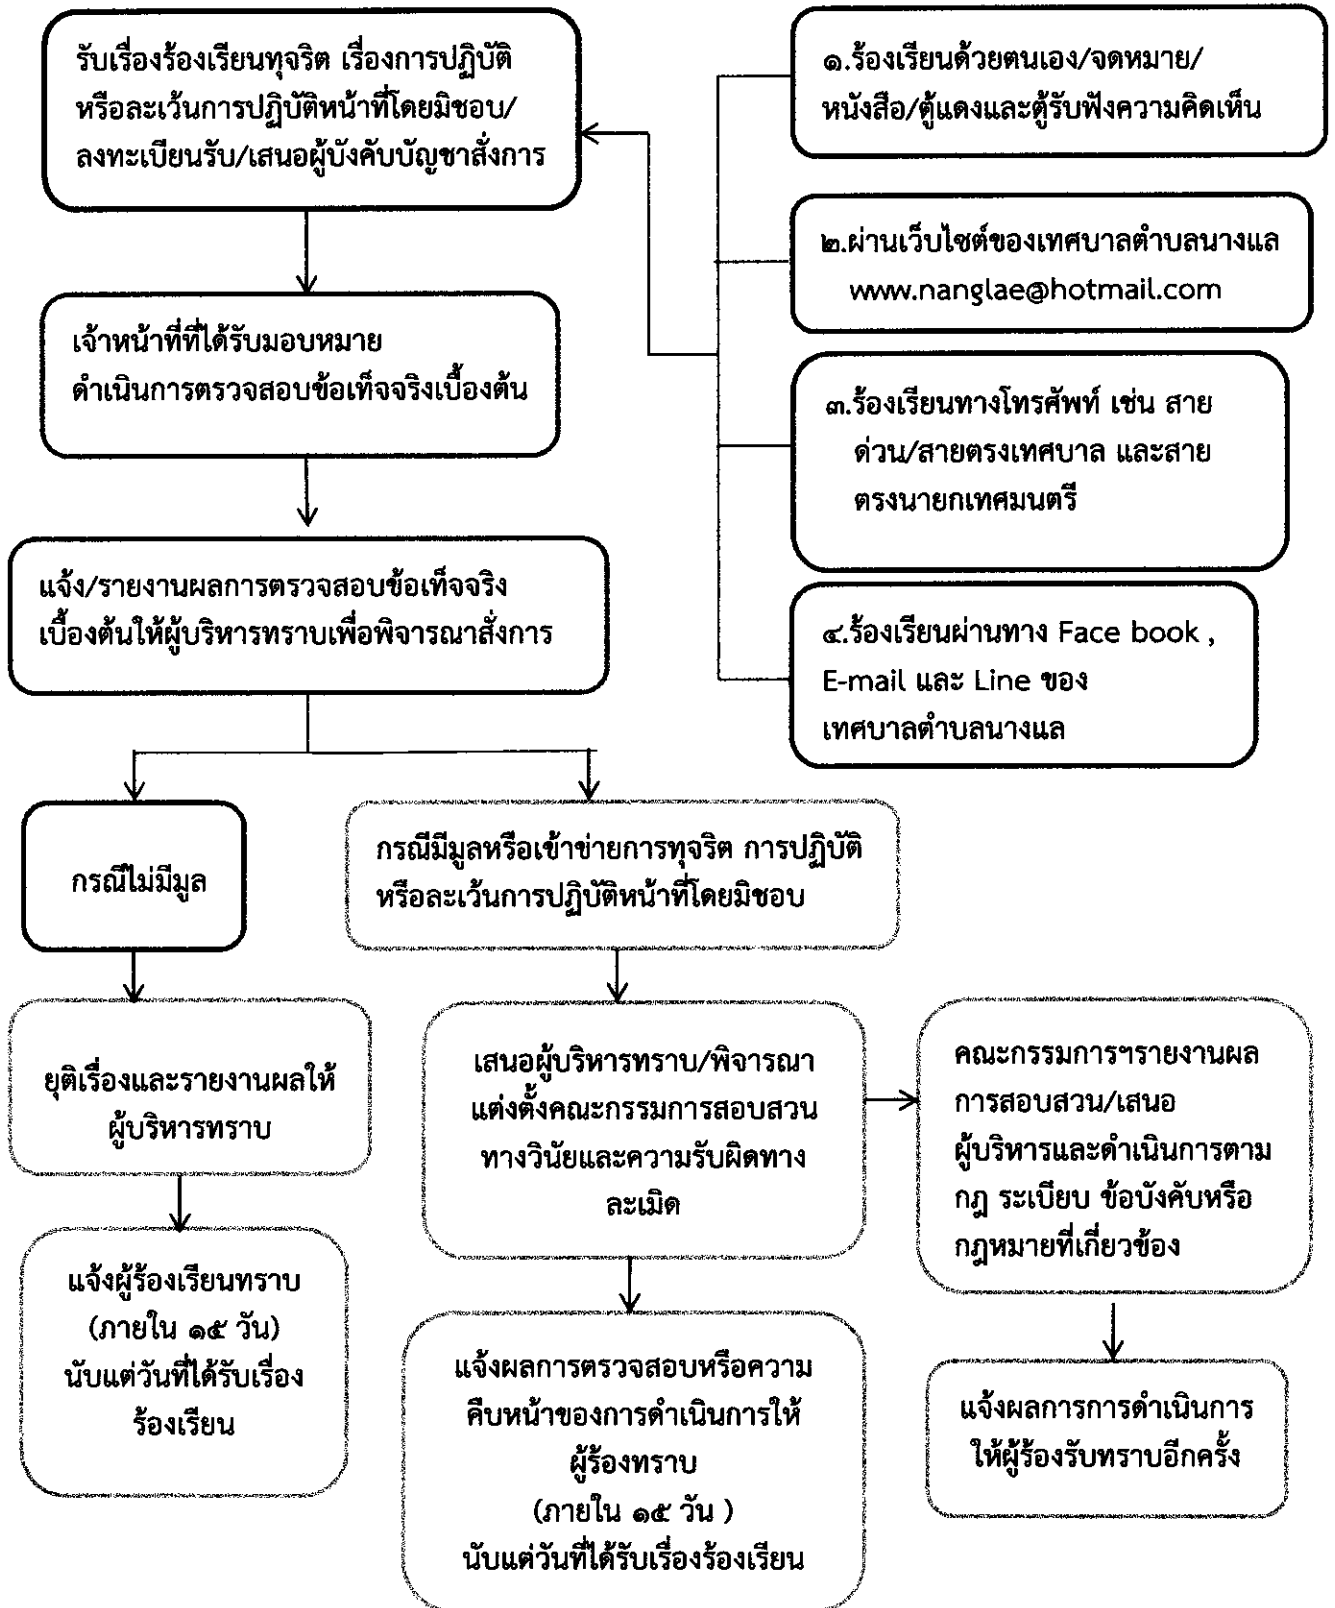 รับเรื่องร้องเรียนทุจริต เรื่องการปฏิบัติ
หรือละเว้นการปฏิบัติหน้าที่โดยมิชอบ/
ลงทะเบียนรับ/เสนอผู้บังคับบัญชาสั่งการ
๑.ร้องเรียนด้วยตนเอง/จดหมาย/
หนังสือ/ตู้แดงและตู้รับฟังความคิดเห็น
๒.ผ่านเว็บไซต์ของเทศบาลตำบลนางแล
www.nanglae@hotmail.com
๓.ร้องเรียนทางโทรศัพท์ เช่น สาย
ด่วน/สายตรงเทศบาล และสาย
ตรงนายกเทศมนตรี
๔.ร้องเรียนผ่านทาง Face book ,
E-mail และ Line ของ
เทศบาลตำบลนางแล
เจ้าหน้าที่ที่ได้รับมอบหมาย
ดำเนินการตรวจสอบข้อเท็จจริงเบื้องต้น
แจ้ง/รายงานผลการตรวจสอบข้อเท็จจริง
เบื้องต้นให้ผู้บริหารทราบเพื่อพิจารณาสั่งการ
กรณีไม่มีมูล
กรณีมีมูลหรือเข้าข่ายการทุจริต การปฏิบัติ
หรือละเว้นการปฏิบัติหน้าที่โดยมิชอบ
ยุติเรื่องและรายงานผลให้
ผู้บริหารทราบ
แจ้งผู้ร้องเรียนทราบ
(ภายใน ๑๕ วัน)
นับแต่วันที่ได้รับเรื่อง
ร้องเรียน
เสนอผู้บริหารทราบ/พิจารณา
แต่งตั้งคณะกรรมการสอบสวน
ทางวินัยและความรับผิดทาง
ละเมิด
แจ้งผลการตรวจสอบหรือความ
คืบหน้าของการดำเนินการให้
ผู้ร้องทราบ
(ภายใน ๑๕ วัน )
นับแต่วันที่ได้รับเรื่องร้องเรียน
คณะกรรมการฯรายงานผล
การสอบสวน/เสนอ
ผู้บริหารและดำเนินการตาม
กฎ ระเบียบ ข้อบังคับหรือ
กฎหมายที่เกี่ยวข้อง
แจ้งผลการการดำเนินการ
ให้ผู้ร้องรับทราบอีกครั้ง